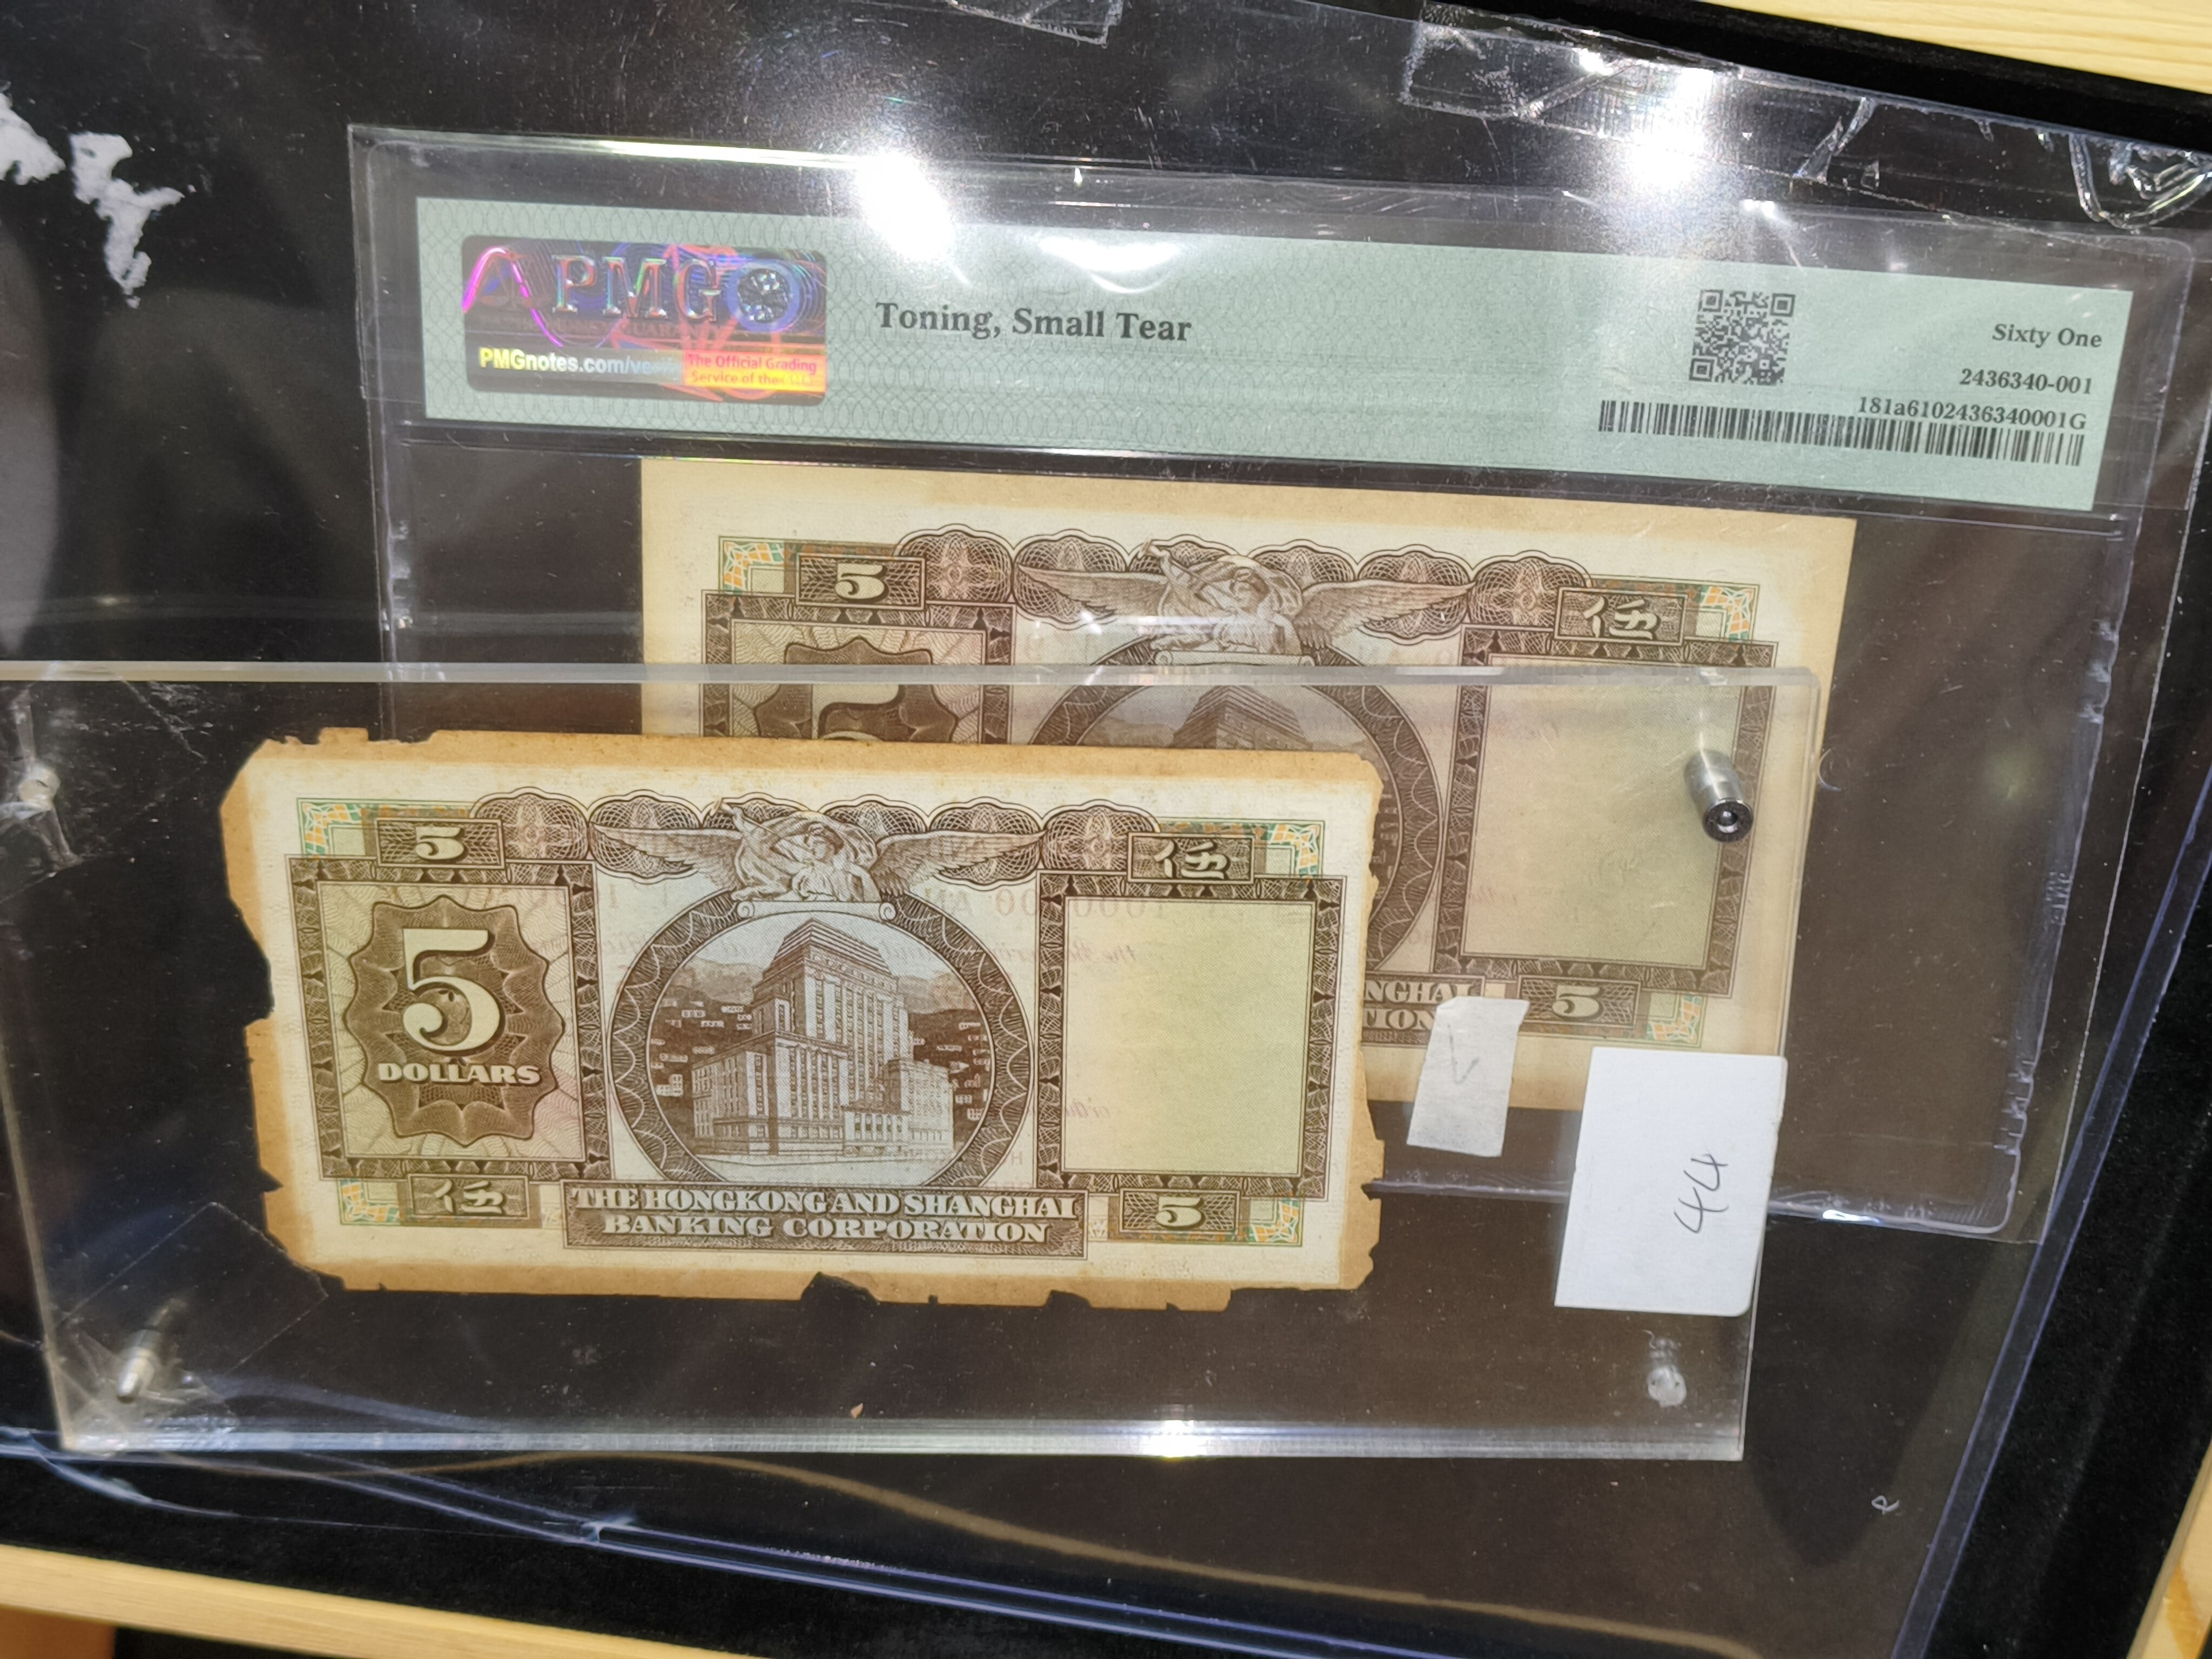 PMG
PMGnotes.com/verify
The Official Grading
Service of the
Toning, Small Tear
Sixty One
2436340-001
181a6102436340001G
5
伍
NGHAI
TION
5
5
伍
5
DOLLARS
伍
THE HONGKONG AND SHANGHAI
BANKING CORPORATION
5
44